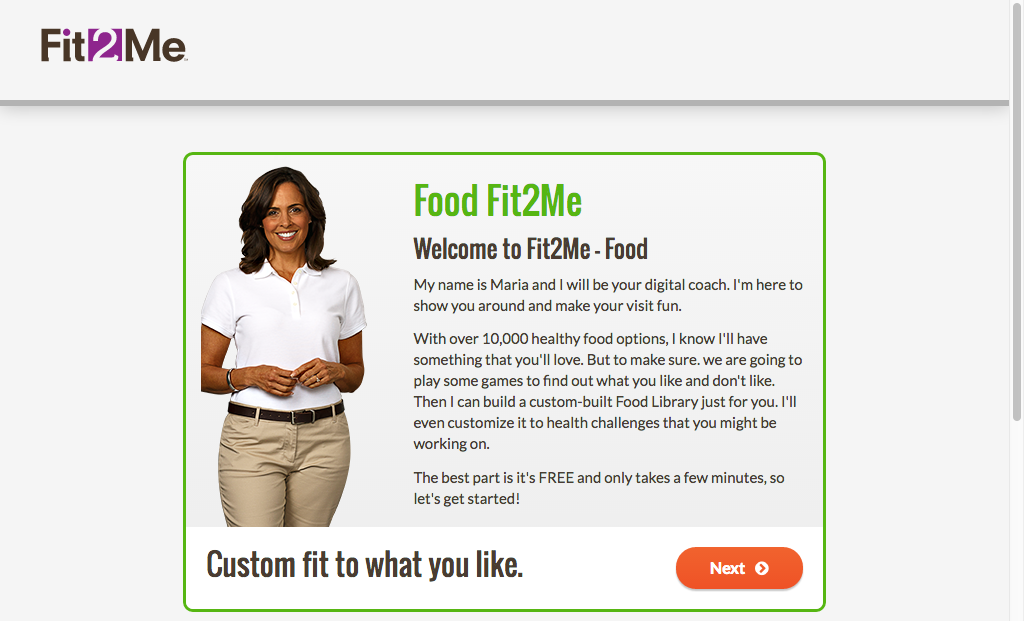 Fit2Me
Food Fit2Me
Welcome to Fit2Me - Food
My name is Maria and I will be your digital coach. I'm here to
show you around and make your visit fun.
With over 10,000 healthy food options, I know I'll have
something that you'll love. But to make sure. we are going to
play some games to find out what you like and don't like.
Then I can build a custom-built Food Library just for you. I'll
even customize it to health challenges that you might be
working on.
The best part is it's FREE and only takes a few minutes, so
let's get started!
Custom fit to what you like.
Next